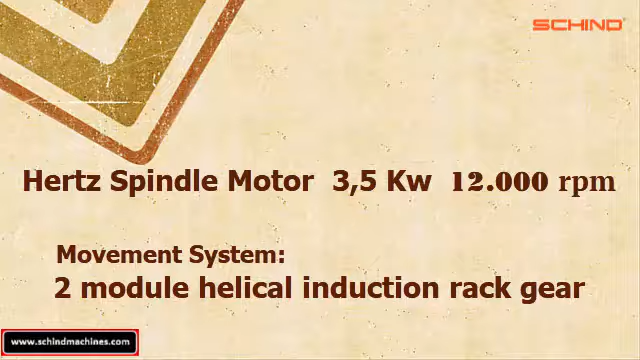 SCHIND
Hertz Spindle Motor 3,5 Kw 12.000 rpm
Movement System:
2 module helical induction rack gear
www.schindmachines.com